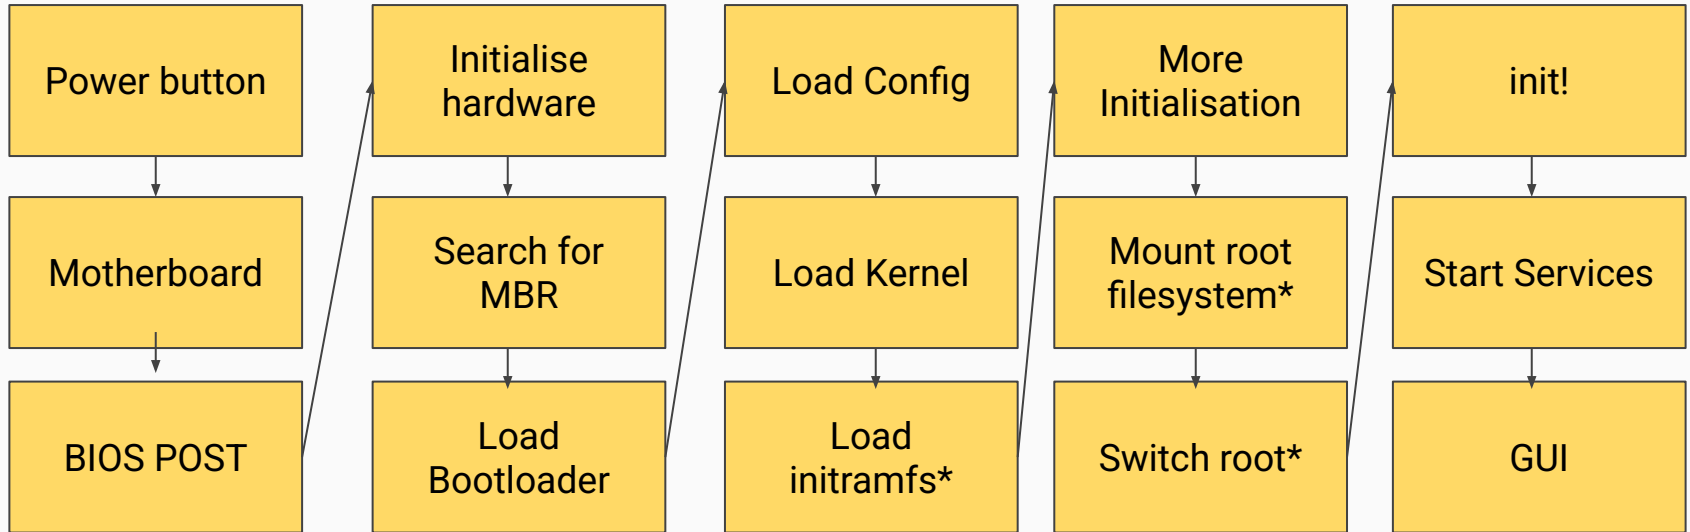 Power button
Motherboard
BIOS POST
Initialise
hardware
Search for
MBR
Load
Bootloader
Load Config
Load Kernel
Load
initramfs*
More
Initialisation
Mount root
filesystem*
Switch root*
init!
Start Services
GUI